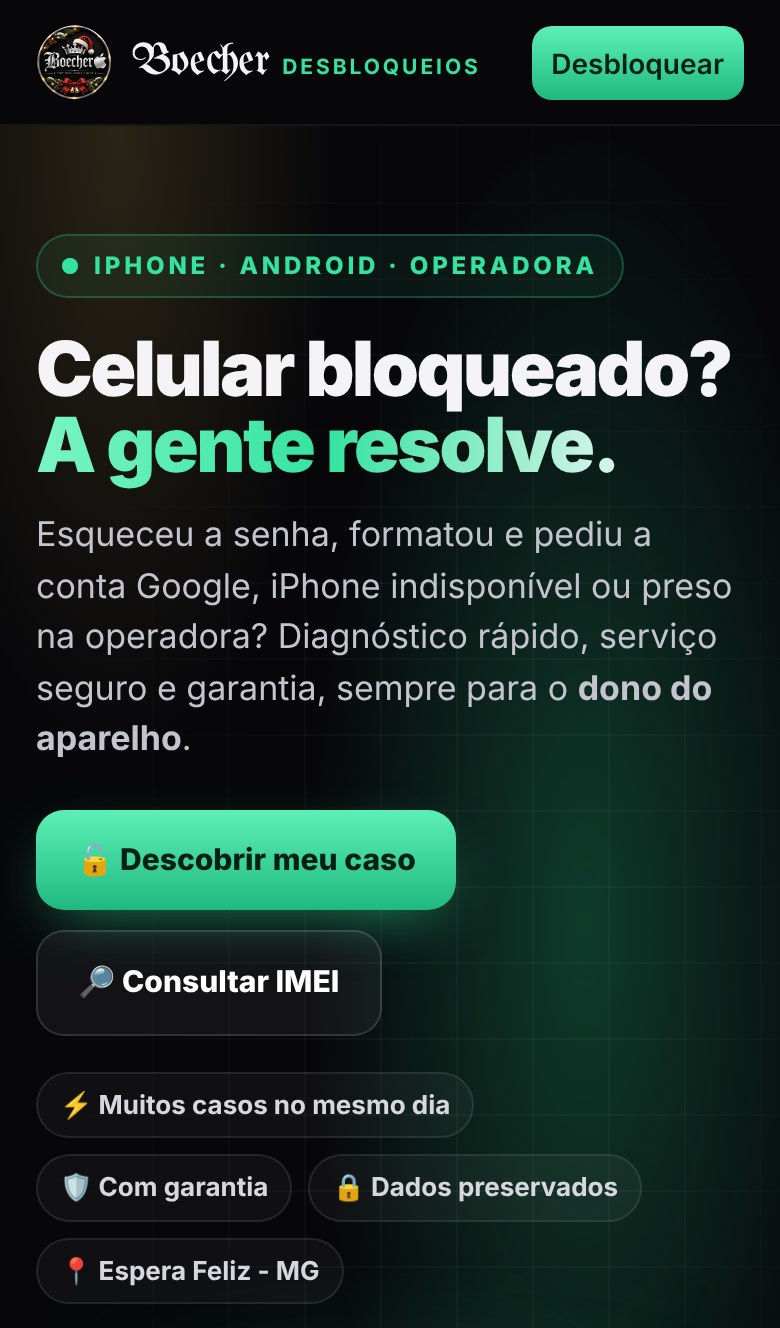 Boecher
Boecher DESBLOQUEIOS
Desbloquear
IPHONE · ANDROID · OPERADORA
Celular bloqueado?
A gente resolve.
Esqueceu a senha, formatou e pediu a
conta Google, iPhone indisponível ou preso
na operadora? Diagnóstico rápido, serviço
seguro e garantia, sempre para o dono do
aparelho.
🔓 Descobrir meu caso
🔎 Consultar IMEI
⚡ Muitos casos no mesmo dia
🛡️ Com garantia
🔒 Dados preservados
📍 Espera Feliz - MG